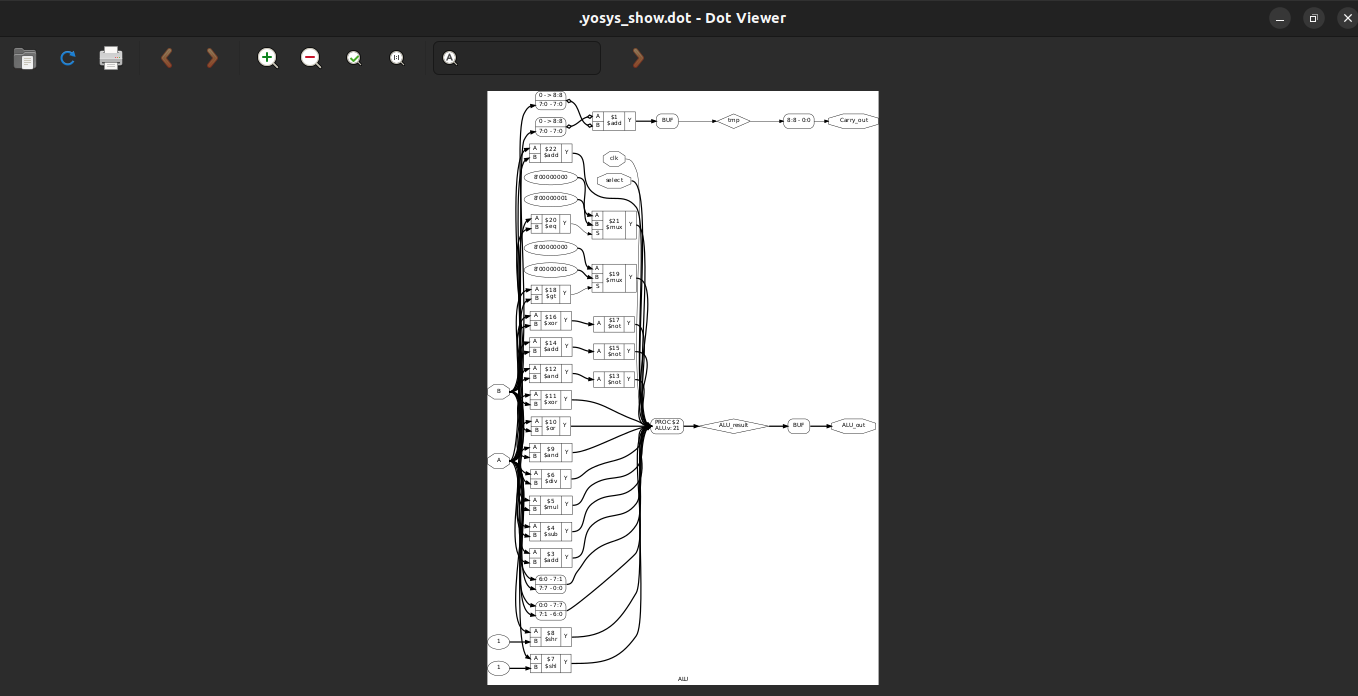 .yosys_show.dot - Dot Viewer
0 -> 8:8
7:0 - 7:0
0 -> 8:8
7:0 - 7:0
A
B
$1
$add
Y
BUF
tmp
8:8 - 0:0
Carry_out
A
B
$22
$add
Y
clk
select
8'00000000
8'00000001
A
B
$20
$eq
Y
A
B
S
$21
$mux
Y
8'00000000
8'00000001
A
B
S
$19
$mux
Y
A
B
$18
$gt
Y
A
B
$16
$xor
Y
A
$17
$not
Y
A
B
$14
$add
Y
A
$15
$not
Y
A
B
$12
$and
Y
A
$13
$not
Y
B
A
B
$11
$xor
Y
A
B
$10
$or
Y
PROC $2
ALU.v: 21
ALU_result
BUF
ALU_out
A
B
$9
$and
Y
A
A
B
$6
$div
Y
A
B
$5
$mul
Y
A
B
$4
$sub
Y
A
B
$3
$add
Y
6:0 - 7:1
7:7 - 0:0
0:0 - 7:7
7:1 - 6:0
1
A
B
$8
$shr
Y
1
A
B
$7
$shl
Y
ALU